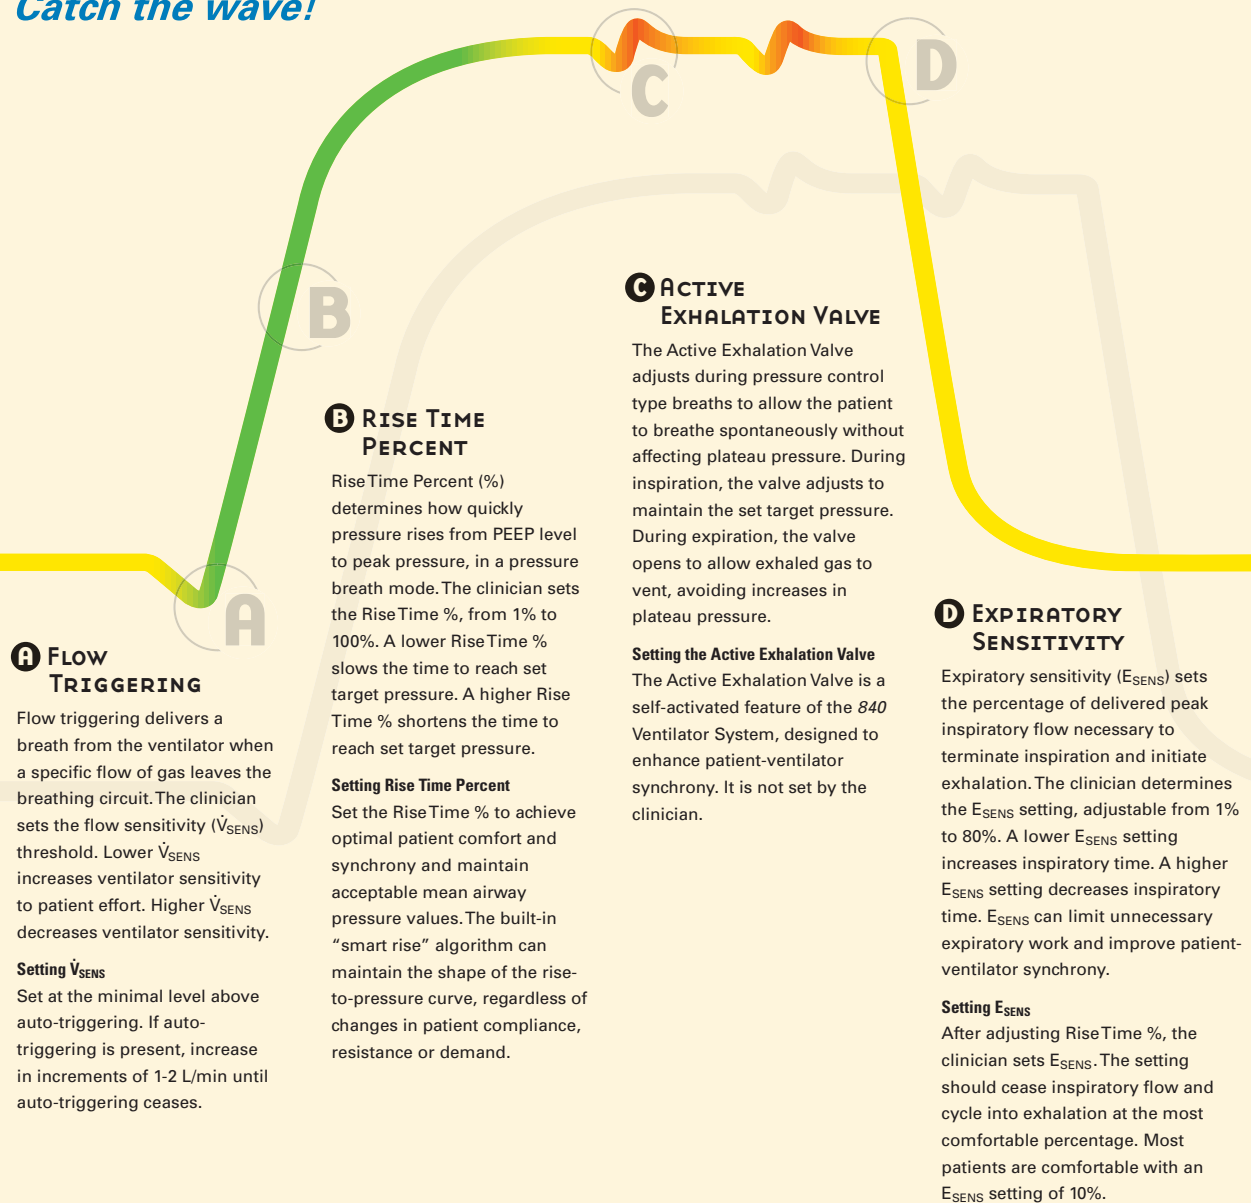 Catch the wave!
C
D
B
A
A FLOW
TRIGGERING
Flow triggering delivers a
breath from the ventilator when
a specific flow of gas leaves the
breathing circuit. The clinician
sets the flow sensitivity (V̇SENS)
threshold. Lower V̇SENS
increases ventilator sensitivity
to patient effort. Higher V̇SENS
decreases ventilator sensitivity.
Setting V̇SENS
Set at the minimal level above
auto-triggering. If auto-
triggering is present, increase
in increments of 1-2 L/min until
auto-triggering ceases.
B RISE TIME
PERCENT
Rise Time Percent (%)
determines how quickly
pressure rises from PEEP level
to peak pressure, in a pressure
breath mode. The clinician sets
the Rise Time %, from 1% to
100%. A lower Rise Time %
slows the time to reach set
target pressure. A higher Rise
Time % shortens the time to
reach set target pressure.
Setting Rise Time Percent
Set the Rise Time % to achieve
optimal patient comfort and
synchrony and maintain
acceptable mean airway
pressure values. The built-in
“smart rise” algorithm can
maintain the shape of the rise-
to-pressure curve, regardless of
changes in patient compliance,
resistance or demand.
C ACTIVE
EXHALATION VALVE
The Active Exhalation Valve
adjusts during pressure control
type breaths to allow the patient
to breathe spontaneously without
affecting plateau pressure. During
inspiration, the valve adjusts to
maintain the set target pressure.
During expiration, the valve
opens to allow exhaled gas to
vent, avoiding increases in
plateau pressure.
Setting the Active Exhalation Valve
The Active Exhalation Valve is a
self-activated feature of the 840
Ventilator System, designed to
enhance patient-ventilator
synchrony. It is not set by the
clinician.
D EXPIRATORY
SENSITIVITY
Expiratory sensitivity (ESENS) sets
the percentage of delivered peak
inspiratory flow necessary to
terminate inspiration and initiate
exhalation. The clinician determines
the ESENS setting, adjustable from 1%
to 80%. A lower ESENS setting
increases inspiratory time. A higher
ESENS setting decreases inspiratory
time. ESENS can limit unnecessary
expiratory work and improve patient-
ventilator synchrony.
Setting ESENS
After adjusting Rise Time %, the
clinician sets ESENS. The setting
should cease inspiratory flow and
cycle into exhalation at the most
comfortable percentage. Most
patients are comfortable with an
ESENS setting of 10%.